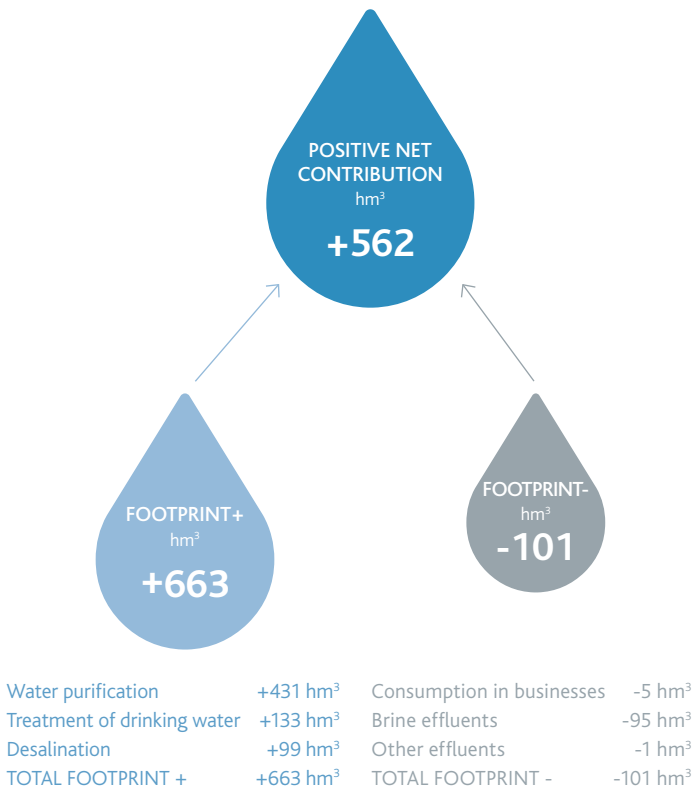 POSITIVE NET
CONTRIBUTION
hm³
+562
FOOTPRINT+
hm³
+663
FOOTPRINT-
hm³
-101
Water purification +431 hm³
Treatment of drinking water +133 hm³
Desalination +99 hm³
TOTAL FOOTPRINT + +663 hm³
Consumption in businesses -5 hm³
Brine effluents -95 hm³
Other effluents -1 hm³
TOTAL FOOTPRINT - -101 hm³